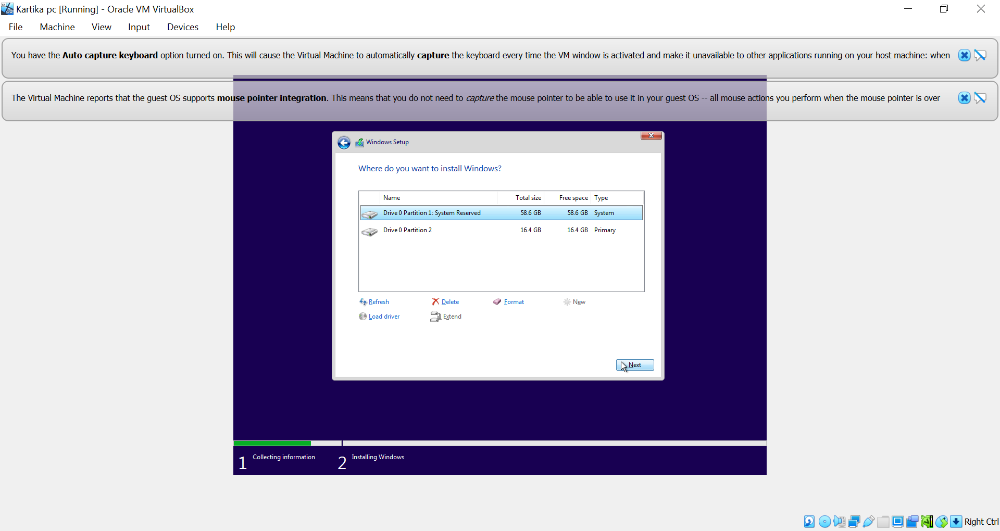 Kartika pc [Running] - Oracle VM VirtualBox
File Machine View Input Devices Help
You have the Auto capture keyboard option turned on. This will cause the Virtual Machine to automatically capture the keyboard every time the VM window is activated and make it unavailable to other applications running on your host machine: when
The Virtual Machine reports that the guest OS supports mouse pointer integration. This means that you do not need to capture the mouse pointer to be able to use it in your guest OS -- all mouse actions you perform when the mouse pointer is over
Windows Setup
Where do you want to install Windows?
Name Total size Free space Type
Drive 0 Partition 1: System Reserved 58.6 GB 58.6 GB System
Drive 0 Partition 2 16.4 GB 16.4 GB Primary
Refresh Delete Format New
Load driver Extend
Next
1 Collecting information 2 Installing Windows
Right Ctrl